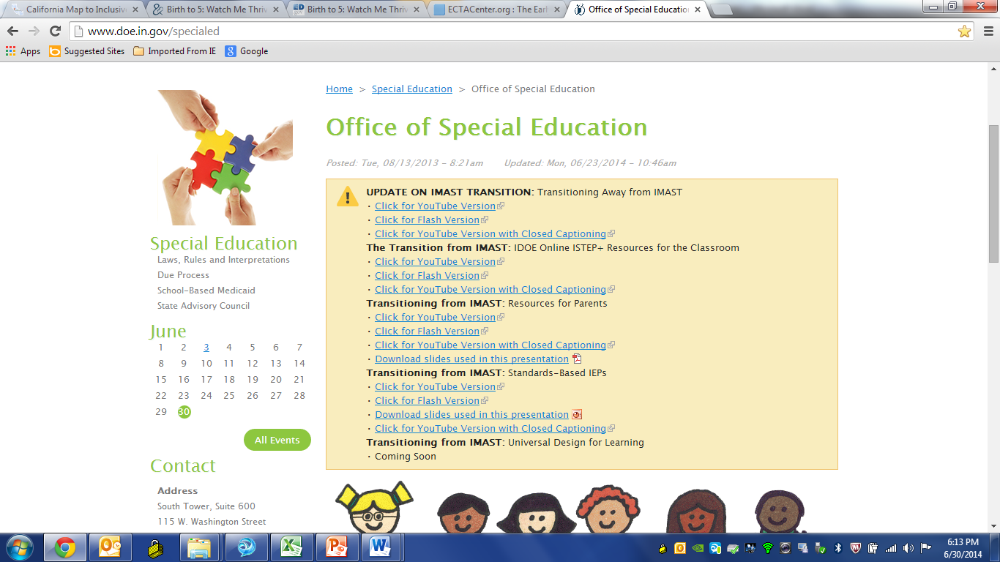 California Map to Inclusive
Birth to 5: Watch Me Thriv
ED.gov
Birth to 5: Watch Me Thriv
ECTACenter.org : The Earl
Office of Special Education
www.doe.in.gov/specialed
Apps
Suggested Sites
Imported From IE
Google
Home > Special Education > Office of Special Education
Office of Special Education
Posted: Tue, 08/13/2013 - 8:21am Updated: Mon, 06/23/2014 - 10:46am
UPDATE ON IMAST TRANSITION: Transitioning Away from IMAST
· Click for YouTube Version
· Click for Flash Version
· Click for YouTube Version with Closed Captioning
The Transition from IMAST: IDOE Online ISTEP+ Resources for the Classroom
· Click for YouTube Version
· Click for Flash Version
· Click for YouTube Version with Closed Captioning
Transitioning from IMAST: Resources for Parents
· Click for YouTube Version
· Click for Flash Version
· Click for YouTube Version with Closed Captioning
· Download slides used in this presentation
Transitioning from IMAST: Standards-Based IEPs
· Click for YouTube Version
· Click for Flash Version
· Download slides used in this presentation
· Click for YouTube Version with Closed Captioning
Transitioning from IMAST: Universal Design for Learning
· Coming Soon
Special Education
Laws, Rules and Interpretations
Due Process
School-Based Medicaid
State Advisory Council
June
1 2 3 4 5 6 7
8 9 10 11 12 13 14
15 16 17 18 19 20 21
22 23 24 25 26 27 28
29 30
All Events
Contact
Address
South Tower, Suite 600
115 W. Washington Street
6:13 PM
6/30/2014